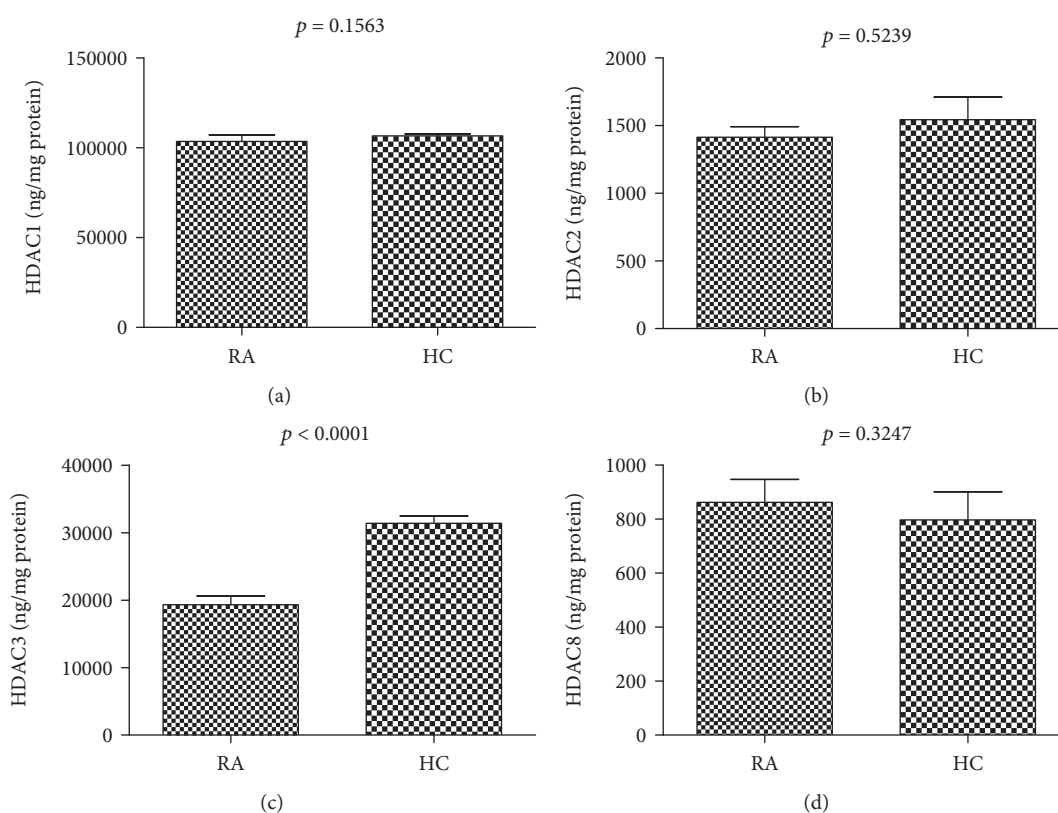 p = 0.1563
HDAC1 (ng/mg protein)
150000
100000
50000
0
RA HC
(a)
p = 0.5239
HDAC2 (ng/mg protein)
2000
1500
1000
500
0
RA HC
(b)
p < 0.0001
HDAC3 (ng/mg protein)
40000
30000
20000
10000
0
RA HC
(c)
p = 0.3247
HDAC8 (ng/mg protein)
1000
800
600
400
200
0
RA HC
(d)